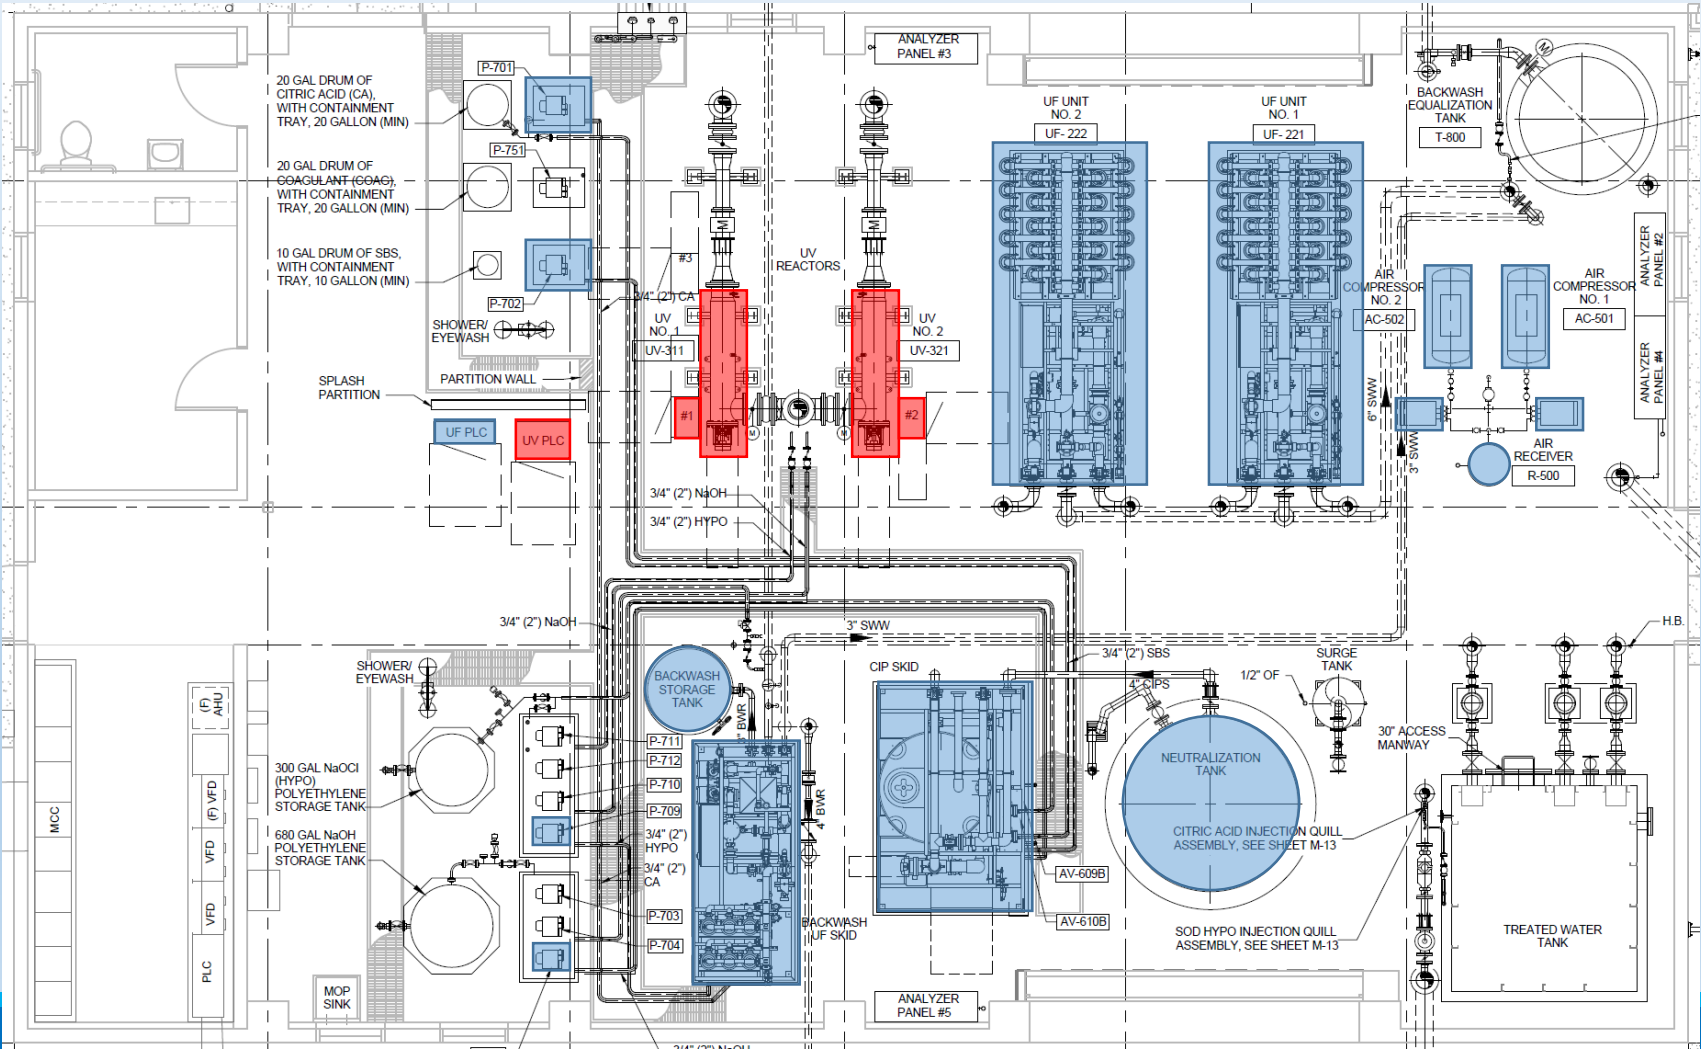 ANALYZER
PANEL #3
P-701
20 GAL DRUM OF
CITRIC ACID (CA),
WITH CONTAINMENT
TRAY, 20 GALLON (MIN)
P-751
20 GAL DRUM OF
COAGULANT (COAG),
WITH CONTAINMENT
TRAY, 20 GALLON (MIN)
10 GAL DRUM OF SBS,
WITH CONTAINMENT
TRAY, 10 GALLON (MIN)
P-702
SHOWER/
EYEWASH
PARTITION WALL
SPLASH
PARTITION
UF PLC
UV PLC
M
M
#3
UV
REACTORS
3/4" (2") CA
UV
NO. 1
UV-311
UV
NO. 2
UV-321
#1
#2
M
M
UF UNIT
NO. 2
UF- 222
UF UNIT
NO. 1
UF- 221
M
BACKWASH
EQUALIZATION
TANK
T-800
AIR
COMPRESSOR
NO. 2
AC-502
AIR
COMPRESSOR
NO. 1
AC-501
ANALYZER
PANEL #2
ANALYZER
PANEL #4
6" SWW
3" SWW
AIR
RECEIVER
R-500
3/4" (2") NaOH
3/4" (2") HYPO
3/4" (2") NaOH
3" SWW
H.B.
3/4" (2") SBS
4" CIPS
1/2" OF
SURGE
TANK
CIP SKID
SHOWER/
EYEWASH
BACKWASH
STORAGE
TANK
(F)
AHU
(F) VFD
VFD
VFD
PLC
MCC
300 GAL NaOCl
(HYPO)
POLYETHYLENE
STORAGE TANK
680 GAL NaOH
POLYETHYLENE
STORAGE TANK
P-711
P-712
P-710
P-709
3/4" (2")
HYPO
3/4" (2")
CA
P-703
P-704
BWR
4" BWR
BACKWASH
UF SKID
NEUTRALIZATION
TANK
CITRIC ACID INJECTION QUILL
ASSEMBLY, SEE SHEET M-13
AV-609B
AV-610B
SOD HYPO INJECTION QUILL
ASSEMBLY, SEE SHEET M-13
30" ACCESS
MANWAY
TREATED WATER
TANK
MOP
SINK
ANALYZER
PANEL #5
3/4" (2") NaOH